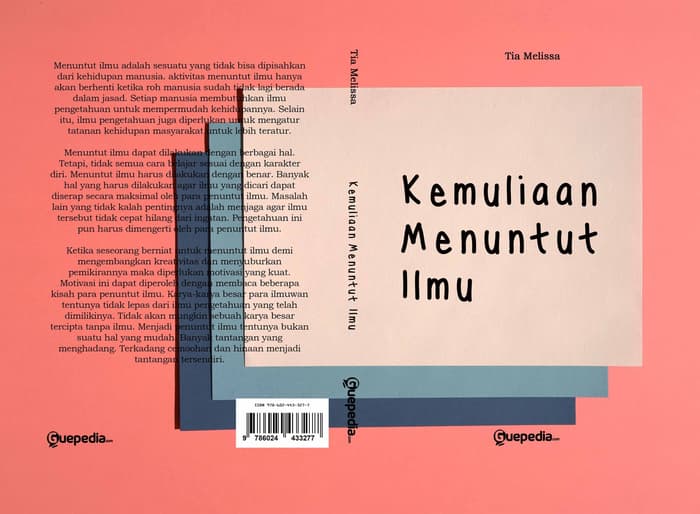 Menuntut ilmu adalah sesuatu yang tidak bisa dipisahkan
dari kehidupan manusia. aktivitas menuntut ilmu hanya
akan berhenti ketika roh manusia sudah tidak lagi berada
dalam jasad. Setiap manusia membutuhkan ilmu
pengetahuan untuk mempermudah kehidupannya. Selain
itu, ilmu pengetahuan juga diperlukan untuk mengatur
tatanan kehidupan masyarakat untuk lebih teratur.
Menuntut ilmu dapat dilakukan dengan berbagai hal.
Tetapi, tidak semua cara belajar sesuai dengan karakter
diri. Menuntut ilmu harus dilakukan dengan benar. Banyak
hal yang harus dilakukan agar ilmu yang dicari dapat
diserap secara maksimal oleh para penuntut ilmu. Masalah
lain yang tidak kalah pentingnya adalah menjaga agar ilmu
tersebut tidak cepat hilang dari ingatan. Pengetahuan ini
pun harus dimengerti oleh para penuntut ilmu.
Ketika seseorang berniat untuk menuntut ilmu demi
mengembangkan kreativitas dan menyuburkan
pemikirannya maka diperlukan motivasi yang kuat.
Motivasi ini dapat diperoleh dengan membaca beberapa
kisah para penuntut ilmu. Karya-karya besar para ilmuwan
tentunya tidak lepas dari ilmu pengetahuan yang telah
dimilikinya. Tidak akan mungkin sebuah karya besar
tercipta tanpa ilmu. Menjadi penuntut ilmu tentunya bukan
suatu hal yang mudah. Banyak tantangan yang
menghadang. Terkadang cemoohan dan hinaan menjadi
tantangan tersendiri.
Guepedia.com
ISBN 978-602-443-327-7
9 786024 433277
Tia Melissa
Kemuliaan Menuntut Ilmu
Guepedia.com
Tia Melissa
Kemuliaan
Menuntut
Ilmu
Guepedia.com